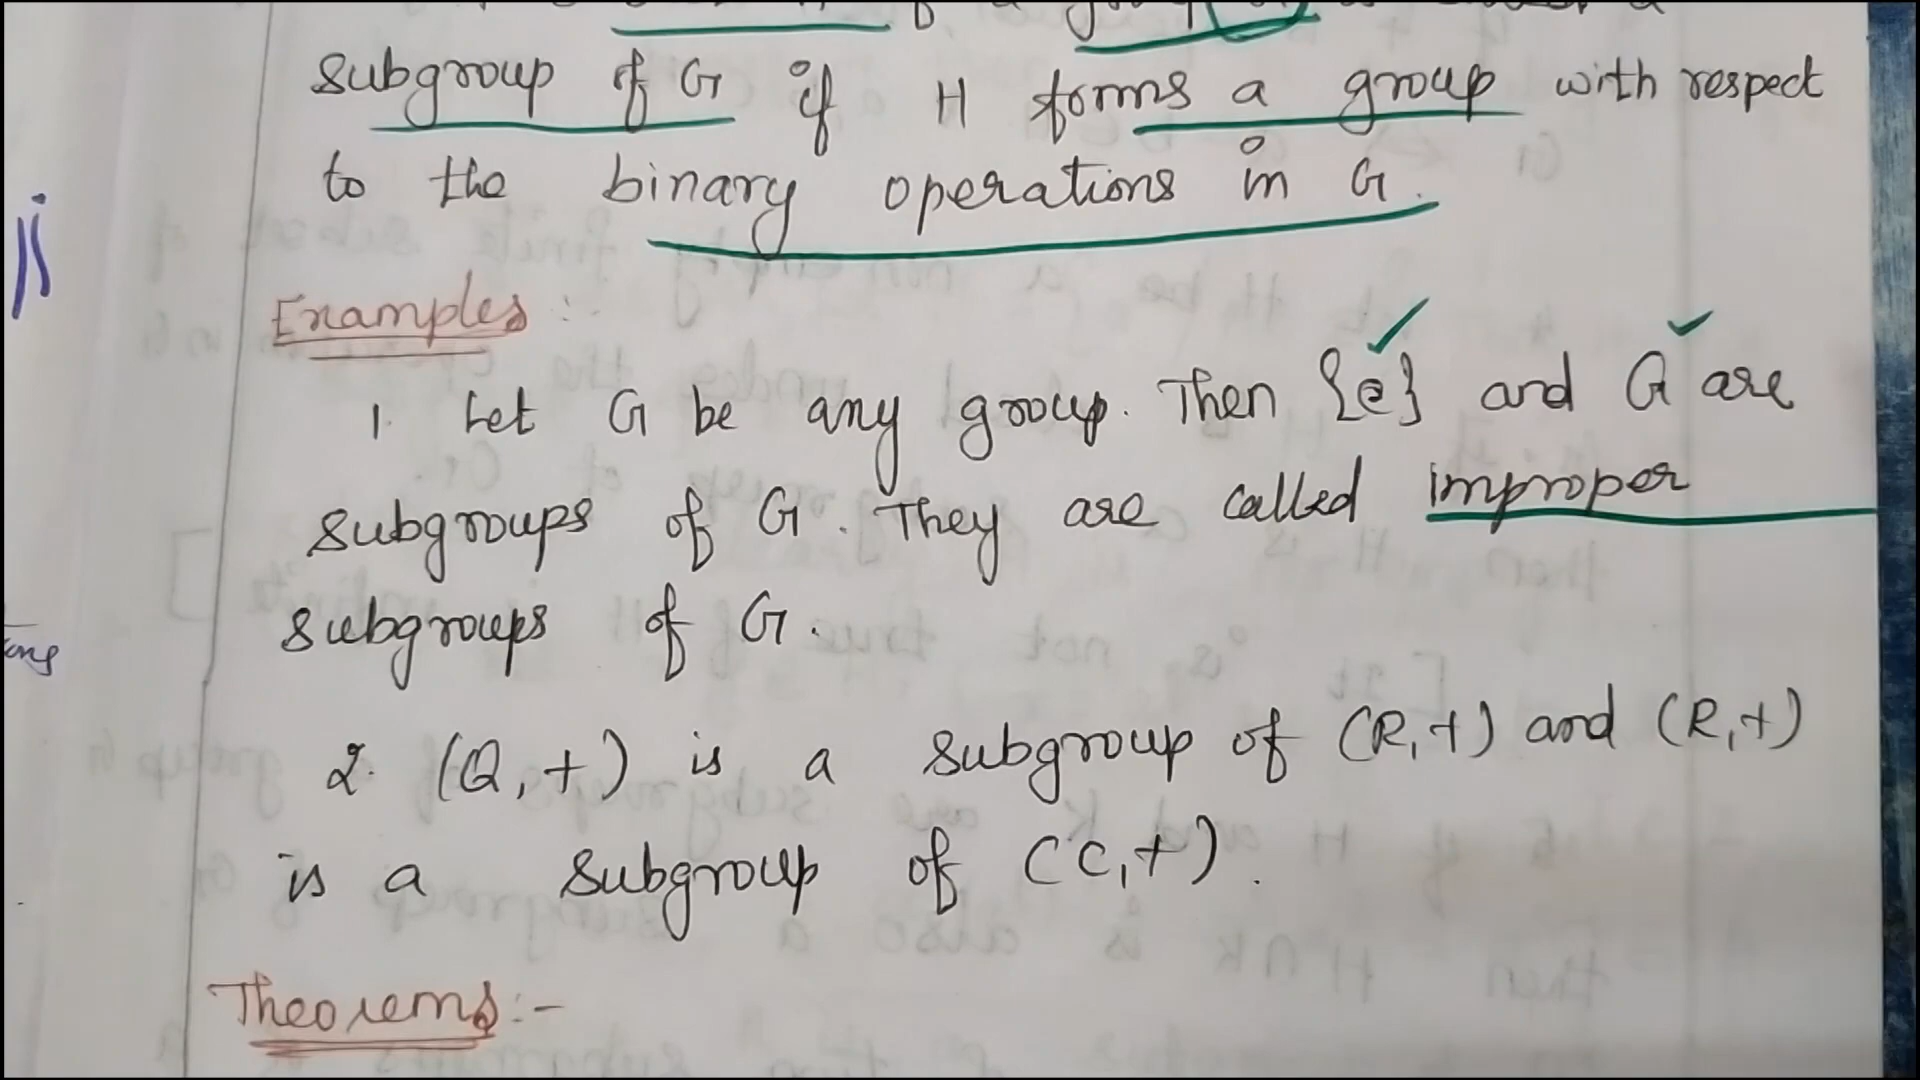 subgroup of G if H forms a group with respect
to the binary operations in G.
Examples:
1. Let G be any group. Then {e} and G are
subgroups of G. They are called improper
subgroups of G.
2. (Q,+) is a subgroup of (R,+) and (R,+)
is a subgroup of (C,+).
Theorems:-